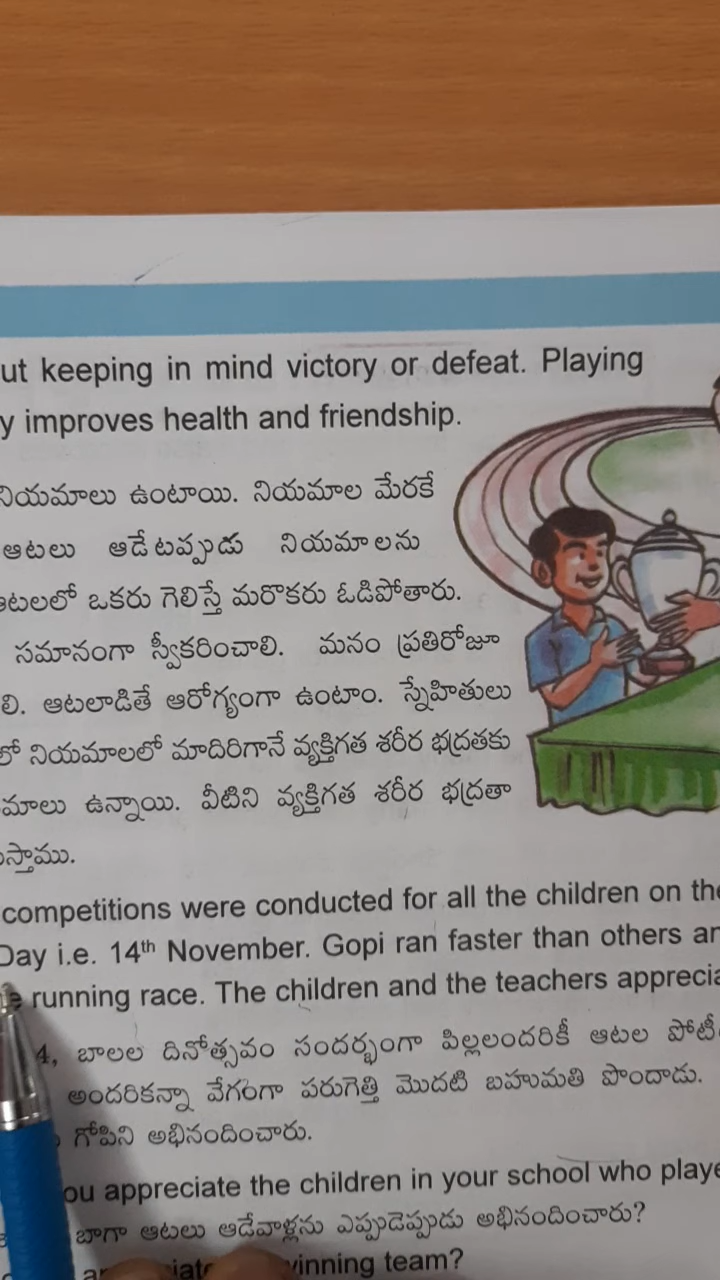 ut keeping in mind victory or defeat. Playing
y improves health and friendship.
నియమాలు ఉంటాయి. నియమాల మేరకే
ఆటలు ఆడేటప్పుడు నియమాలను
ఆటలలో ఒకరు గెలిస్తే మరొకరు ఓడిపోతారు.
సమానంగా స్వీకరించాలి. మనం ప్రతిరోజూ
లి. ఆటలాడితే ఆరోగ్యంగా ఉంటాం. స్నేహితులు
లో నియమాలలో మాదిరిగానే వ్యక్తిగత శరీర భద్రతకు
మాలు ఉన్నాయి. వీటిని వ్యక్తిగత శరీర భద్రతా
స్తాము.
competitions were conducted for all the children on the
Day i.e. 14th November. Gopi ran faster than others an
running race. The children and the teachers apprecia
4, బాలల దినోత్సవం సందర్భంగా పిల్లలందరికీ ఆటల పోటీ
అందరికన్నా వేగంగా పరుగెత్తి మొదటి బహుమతి పొందాడు.
గోపిని అభినందించారు.
ou appreciate the children in your school who playe
బాగా ఆటలు ఆడేవాళ్లను ఎప్పుడెప్పుడు అభినందించారు?
winning team?